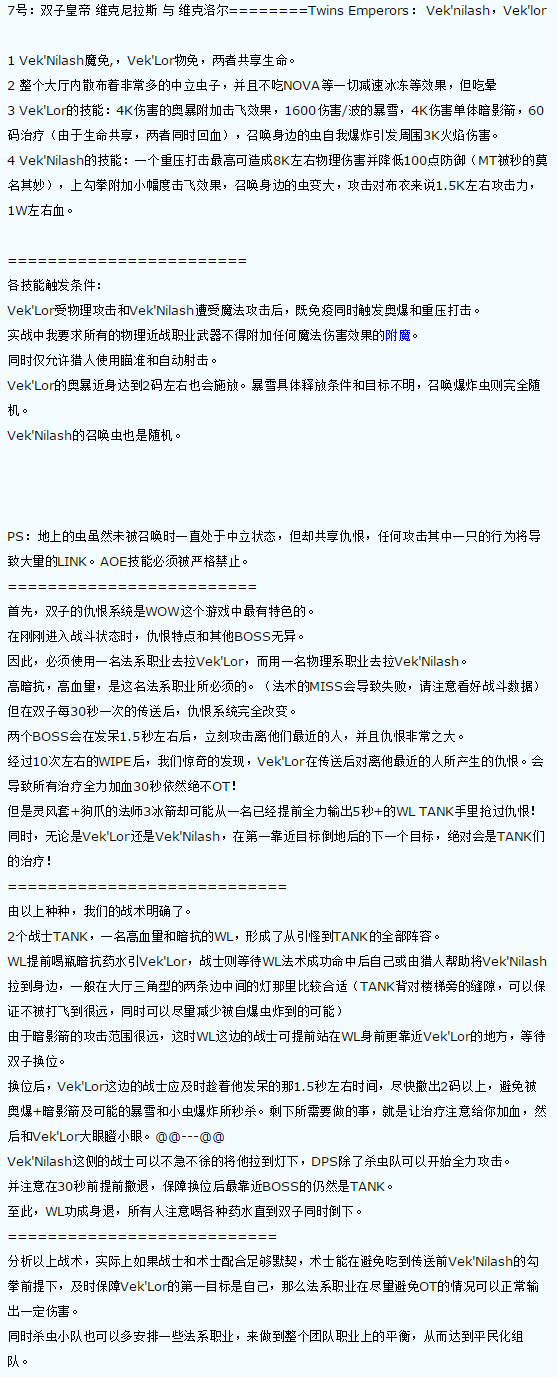 7号：双子皇帝 维克尼拉斯 与 维克洛尔========Twins Emperors： Vek'nilash，Vek'lor
1 Vek'Nilash魔免,，Vek'Lor物免，两者共享生命。
2 整个大厅内散布着非常多的中立虫子，并且不吃NOVA等一切减速冰冻等效果，但吃晕
3 Vek'Lor的技能：4K伤害的奥暴附加击飞效果，1600伤害/波的暴雪，4K伤害单体暗影箭，60
码治疗（由于生命共享，两者同时回血），召唤身边的虫自我爆炸引发周围3K火焰伤害。
4 Vek'Nilash的技能：一个重压打击最高可造成8K左右物理伤害并降低100点防御（MT被秒的莫
名其妙），上勾拳附加小幅度击飞效果，召唤身边的虫变大，攻击对布衣来说1.5K左右攻击力，
1W左右血。
========================
各技能触发条件：
Vek'Lor受物理攻击和Vek'Nilash遭受魔法攻击后，既免疫同时触发奥爆和重压打击。
实战中我要求所有的物理近战职业武器不得附加任何魔法伤害效果的附魔。
同时仅允许猎人使用瞄准和自动射击。
Vek'Lor的奥暴近身达到2码左右也会施放。暴雪具体释放条件和目标不明，召唤爆炸虫则完全随
机。
Vek'Nilash的召唤虫也是随机。
PS：地上的虫虽然未被召唤时一直处于中立状态，但却共享仇恨，任何攻击其中一只的行为将导
致大量的LINK。AOE技能必须被严格禁止。
=========================
首先，双子的仇恨系统是WOW这个游戏中最有特色的。
在刚刚进入战斗状态时，仇恨特点和其他BOSS无异。
因此，必须使用一名法系职业去拉Vek'Lor，而用一名物理系职业去拉Vek'Nilash。
高暗抗，高血量，是这名法系职业所必须的。（法术的MISS会导致失败，请注意看好战斗数据）
但在双子每30秒一次的传送后，仇恨系统完全改变。
两个BOSS会在发呆1.5秒左右后，立刻攻击离他们最近的人，并且仇恨非常之大。
经过10次左右的WIPE后，我们惊奇的发现，Vek'Lor在传送后对离他最近的人所产生的仇恨。会
导致所有治疗全力加血30秒依然绝不OT！
但是灵风套+狗爪的法师3冰箭却可能从一名已经提前全力输出5秒+的WL TANK手里抢过仇恨！
同时，无论是Vek'Lor还是Vek'Nilash，在第一靠近目标倒地后的下一个目标，绝对会是TANK们
的治疗！
============================
由以上种种，我们的战术明确了。
2个战士TANK，一名高血量和暗抗的WL，形成了从引怪到TANK的全部阵容。
WL提前喝瓶暗抗药水引Vek'Lor，战士则等待WL法术成功命中后自己或由猎人帮助将Vek'Nilash
拉到身边，一般在大厅三角型的两条边中间的灯那里比较合适（TANK背对楼梯旁的缝隙，可以保
证不被打飞到很远，同时可以尽量减少被自爆虫炸到的可能）
由于暗影箭的攻击范围很远，这时WL这边的战士可提前站在WL身前更靠近Vek'Lor的地方，等待
双子换位。
换位后，Vek'Lor这边的战士应及时趁着他发呆的那1.5秒左右时间，尽快撤出2码以上，避免被
奥爆+暗影箭及可能的暴雪和小虫爆炸所秒杀。剩下所需要做的事，就是让治疗注意给你加血，然
后和Vek'Lor大眼瞪小眼。@@---@@
Vek'Nilash这侧的战士可以不急不徐的将他拉到灯下，DPS除了杀虫队可以开始全力攻击。
并注意在30秒前提前撤退，保障换位后最靠近BOSS的仍然是TANK。
至此，WL功成身退，所有人注意喝各种药水直到双子同时倒下。
===========================
分析以上战术，实际上如果战士和术士配合足够默契，术士能在避免吃到传送前Vek'Nilash的勾
拳前提下，及时保障Vek'Lor的第一目标是自己，那么法系职业在尽量避免OT的情况可以正常输
出一定伤害。
同时杀虫小队也可以多安排一些法系职业，来做到整个团队职业上的平衡，从而达到平民化组
队。